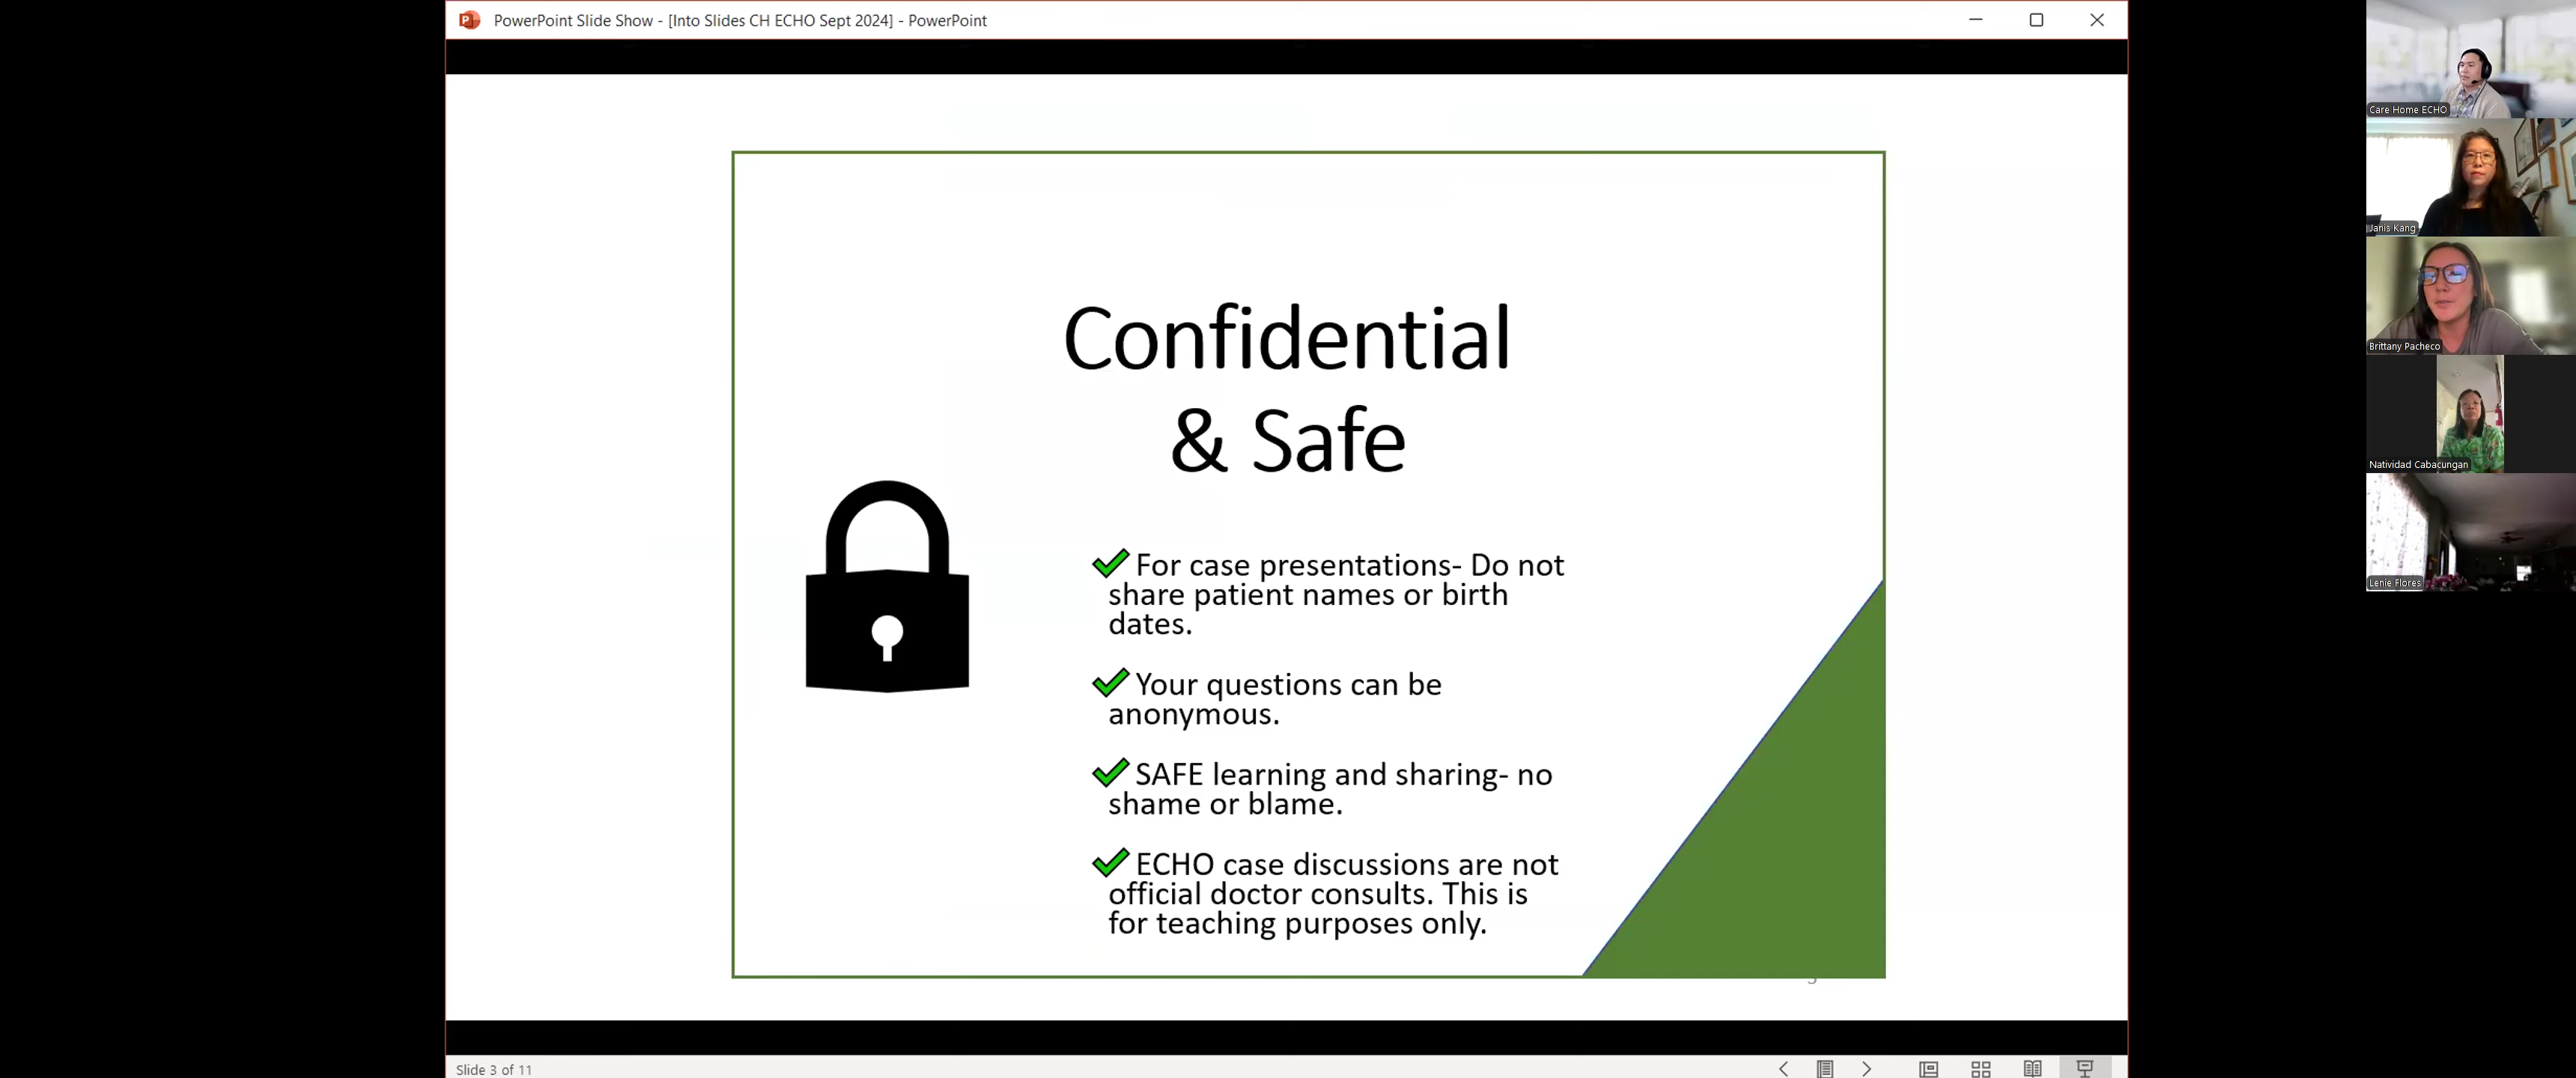 PowerPoint Slide Show - [Into Slides CH ECHO Sept 2024] - PowerPoint
Confidential
& Safe
For case presentations- Do not
share patient names or birth
dates.
Your questions can be
anonymous.
SAFE learning and sharing- no
shame or blame.
ECHO case discussions are not
official doctor consults. This is
for teaching purposes only.
Slide 3 of 11
Care Home ECHO
Janis Kang
Brittany Pacheco
Natividad Cabacungan
Lenie Flores